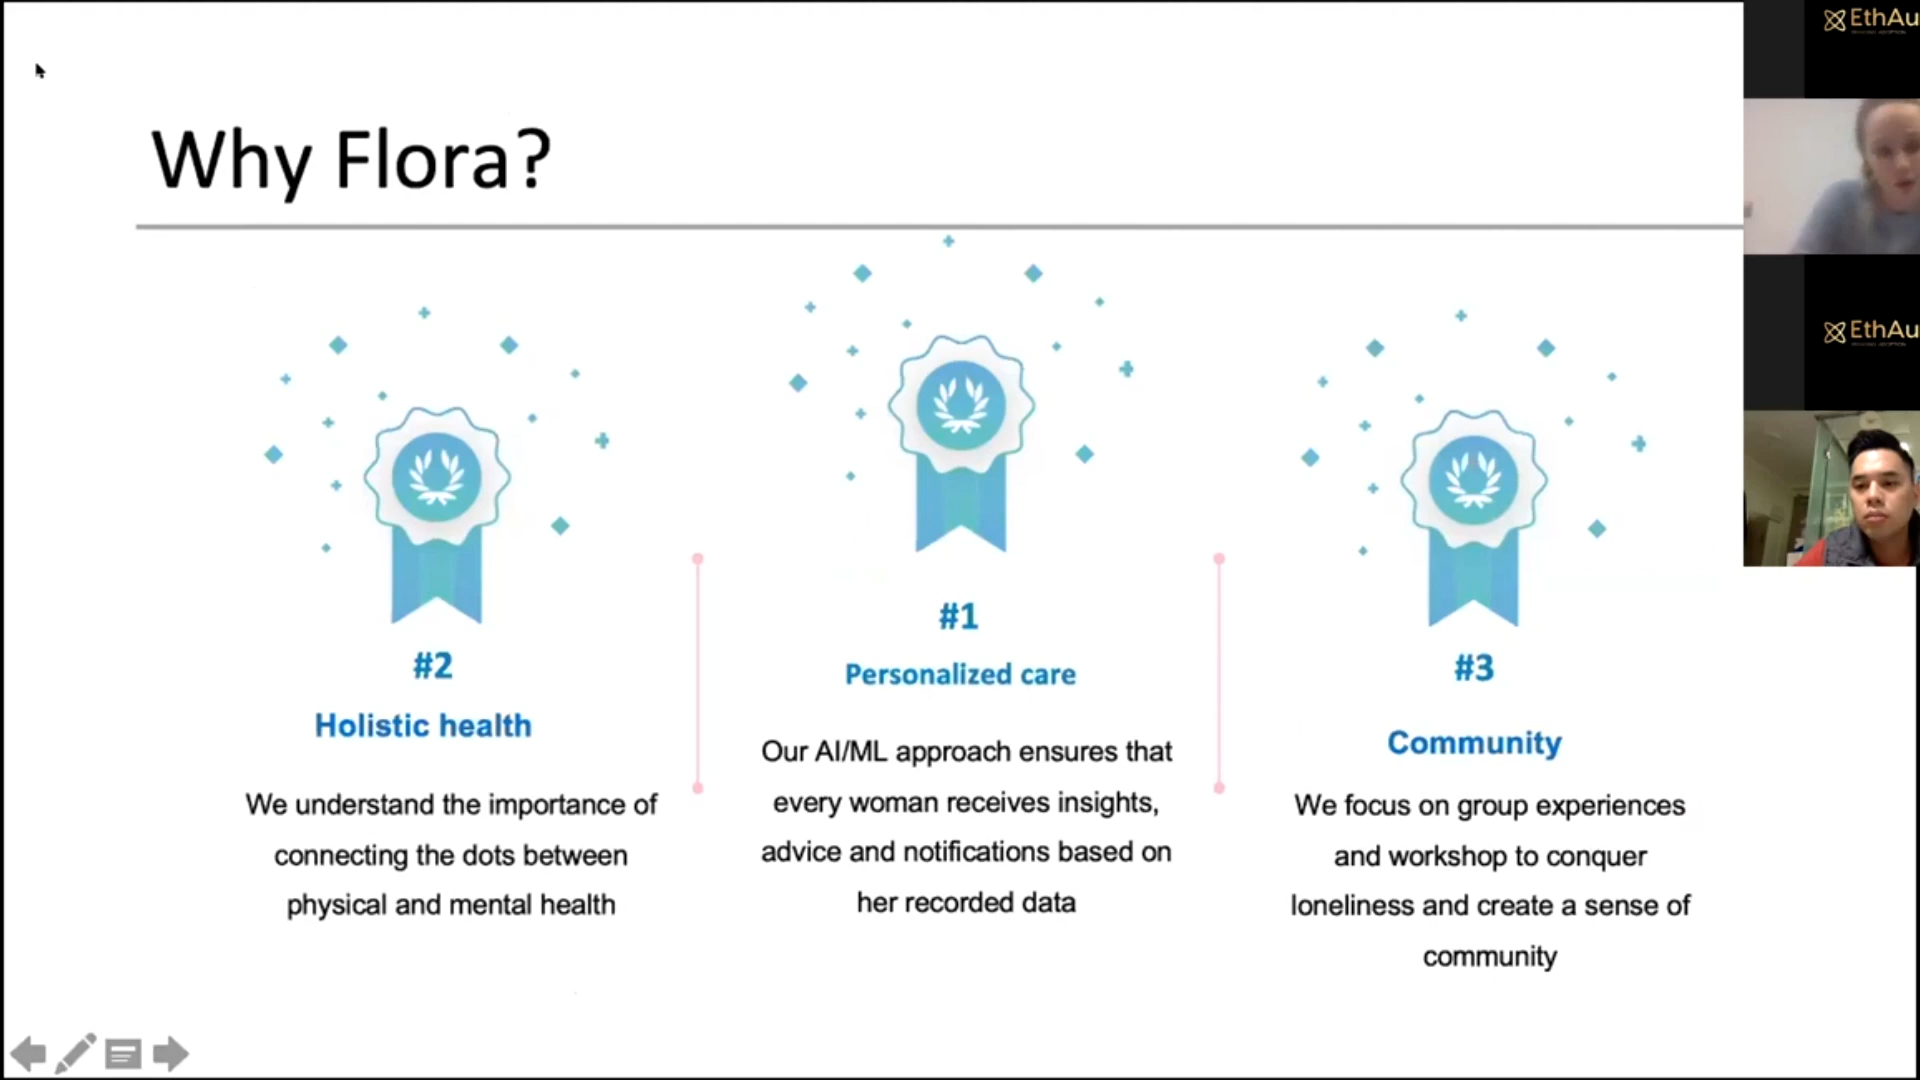 Why Flora?
#2
Holistic health
We understand the importance of
connecting the dots between
physical and mental health
#1
Personalized care
Our AI/ML approach ensures that
every woman receives insights,
advice and notifications based on
her recorded data
#3
Community
We focus on group experiences
and workshop to conquer
loneliness and create a sense of
community
EthAu
EthAu